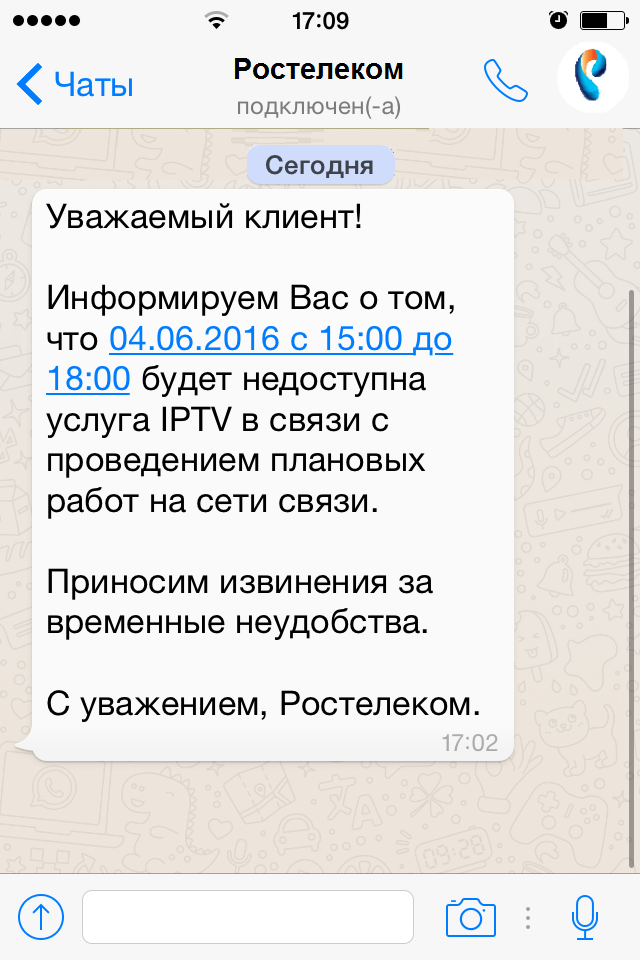 17:09
Чаты
Ростелеком
подключен(-а)
Сегодня
Уважаемый клиент!
Информируем Вас о том,
что 04.06.2016 с 15:00 до
18:00 будет недоступна
услуга IPTV в связи с
проведением плановых
работ на сети связи.
Приносим извинения за
временные неудобства.
С уважением, Ростелеком.
17:02
09:28